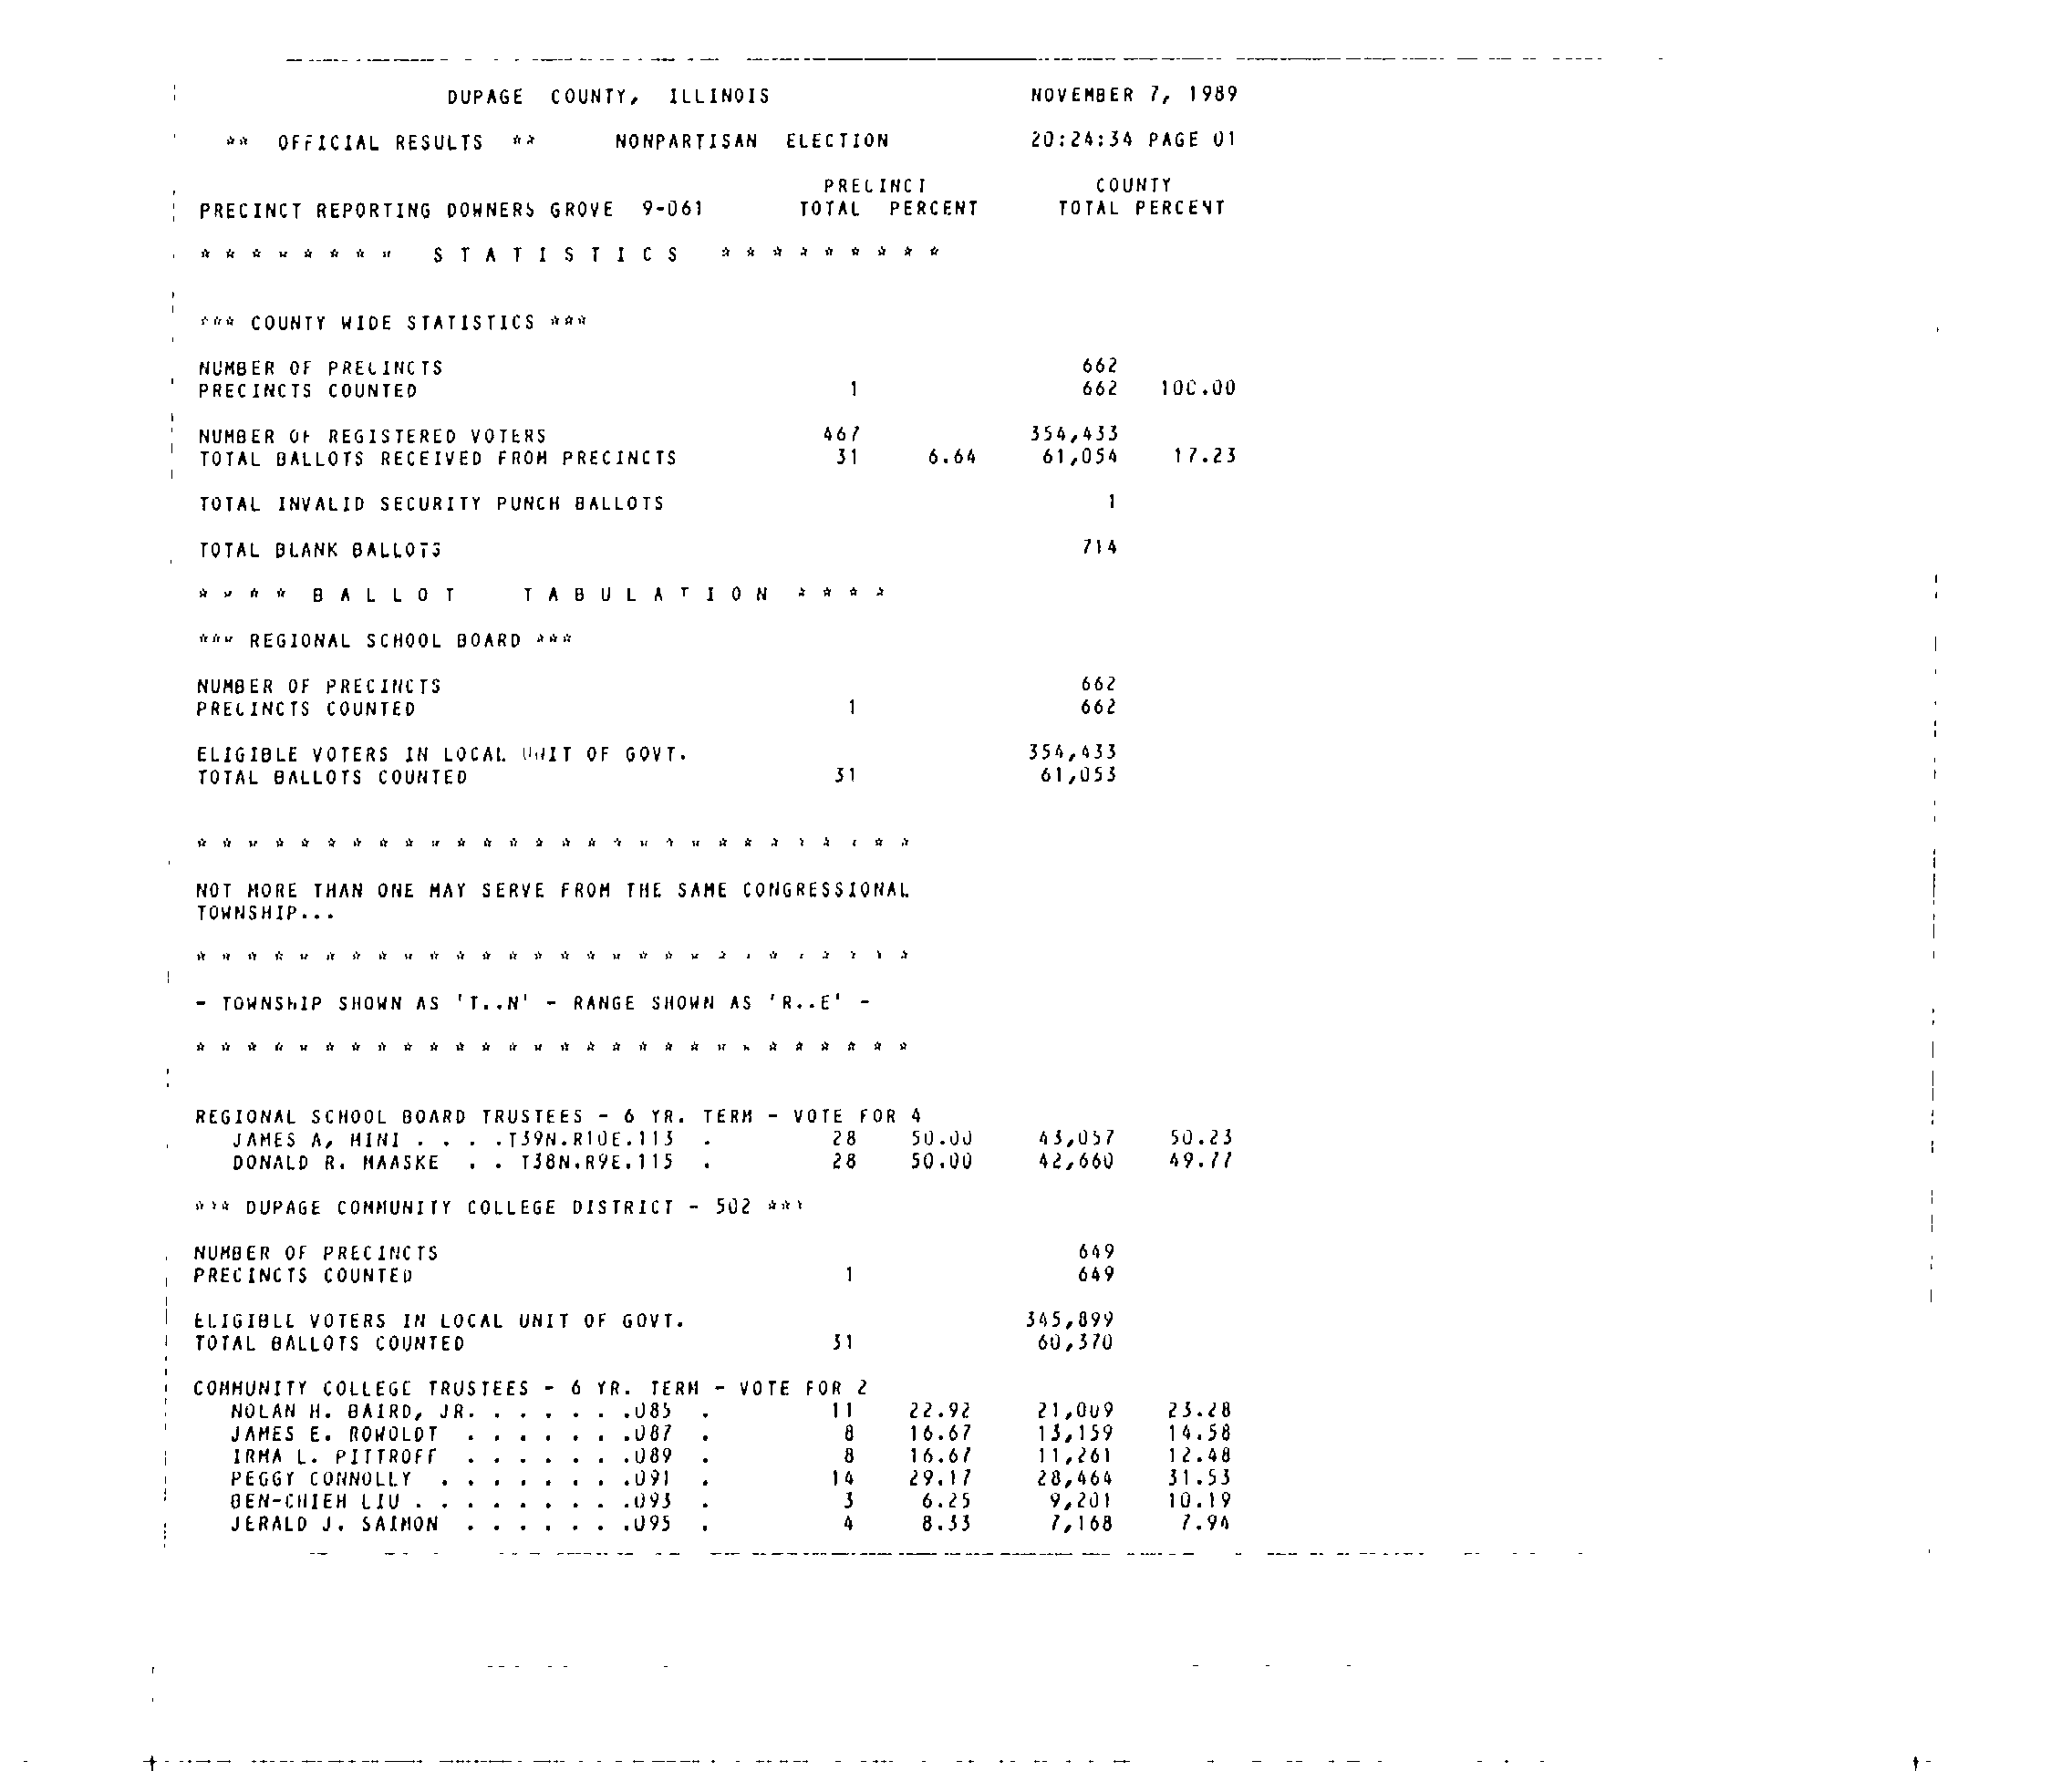 DUPAGE COUNTY, ILLINOIS NOVEMBER 7, 1989
** OFFICIAL RESULTS ** NONPARTISAN ELECTION 20:24:34 PAGE 01
PRECINCT COUNTY
PRECINCT REPORTING DOWNERS GROVE 9-061 TOTAL PERCENT TOTAL PERCENT
* * * * * * * * S T A T I S T I C S * * * * * * * * *
*** COUNTY WIDE STATISTICS ***
NUMBER OF PRECINCTS 662
PRECINCTS COUNTED 1 662 100.00
NUMBER OF REGISTERED VOTERS 467 354,433
TOTAL BALLOTS RECEIVED FROM PRECINCTS 31 6.64 61,054 17.23
TOTAL INVALID SECURITY PUNCH BALLOTS 1
TOTAL BLANK BALLOTS 714
* * * * B A L L O T T A B U L A T I O N * * * *
*** REGIONAL SCHOOL BOARD ***
NUMBER OF PRECINCTS 662
PRECINCTS COUNTED 1 662
ELIGIBLE VOTERS IN LOCAL UNIT OF GOVT. 354,433
TOTAL BALLOTS COUNTED 31 61,053
* * * * * * * * * * * * * * * * * * * * * * * * * * * *
NOT MORE THAN ONE MAY SERVE FROM THE SAME CONGRESSIONAL
TOWNSHIP...
* * * * * * * * * * * * * * * * * * * * * * * * * * * *
- TOWNSHIP SHOWN AS 'T..N' - RANGE SHOWN AS 'R..E' -
* * * * * * * * * * * * * * * * * * * * * * * * * * * *
REGIONAL SCHOOL BOARD TRUSTEES - 6 YR. TERM - VOTE FOR 4
JAMES A, HINI . . . .T39N.R10E.113 . 28 50.00 43,057 50.23
DONALD R. MAASKE . . T38N.R9E.115 . 28 50.00 42,660 49.77
*** DUPAGE COMMUNITY COLLEGE DISTRICT - 502 ***
NUMBER OF PRECINCTS 649
PRECINCTS COUNTED 1 649
ELIGIBLE VOTERS IN LOCAL UNIT OF GOVT. 345,899
TOTAL BALLOTS COUNTED 31 60,370
COMMUNITY COLLEGE TRUSTEES - 6 YR. TERM - VOTE FOR 2
NOLAN H. BAIRD, JR. . . . . . .085 . 11 22.92 21,009 23.28
JAMES E. ROWOLDT . . . . . . .087 . 8 16.67 13,159 14.58
IRMA L. PITTROFF . . . . . . .089 . 8 16.67 11,261 12.48
PEGGY CONNOLLY . . . . . . . .091 . 14 29.17 28,464 31.53
BEN-CHIEH LIU . . . . . . . . .093 . 3 6.25 9,201 10.19
JERALD J. SAIMON . . . . . . .095 . 4 8.33 7,168 7.94